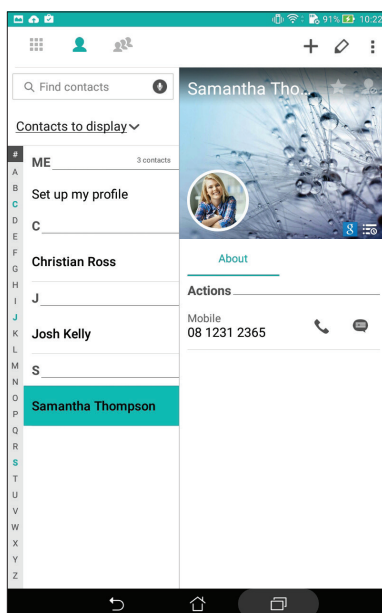 91% 10:22
Find contacts
Contacts to display
ME 3 contacts
Set up my profile
C
Christian Ross
J
Josh Kelly
S
Samantha Thompson
#
A
B
C
D
E
F
G
H
I
J
K
L
M
N
O
P
Q
R
S
T
U
V
W
X
Y
Z
Samantha Tho...
8
About
Actions
Mobile
08 1231 2365